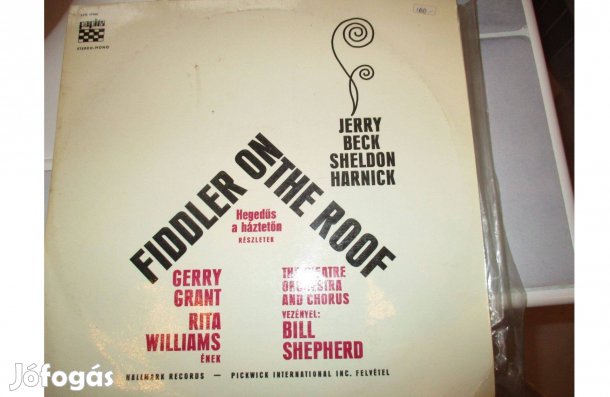 STEREO-MONO
160.-
JERRY
BECK
SHELDON
HARNICK
FIDDLER ON
THE ROOF
Hegedűs
a háztetőn
RÉSZLETEK
GERRY
GRANT
RITA
WILLIAMS
ÉNEK
THE THEATRE
ORCHESTRA
AND CHORUS
VEZÉNYEL:
BILL
SHEPHERD
HALLMARK RECORDS — PICKWICK INTERNATIONAL INC. FELVÉTEL
Jófogás